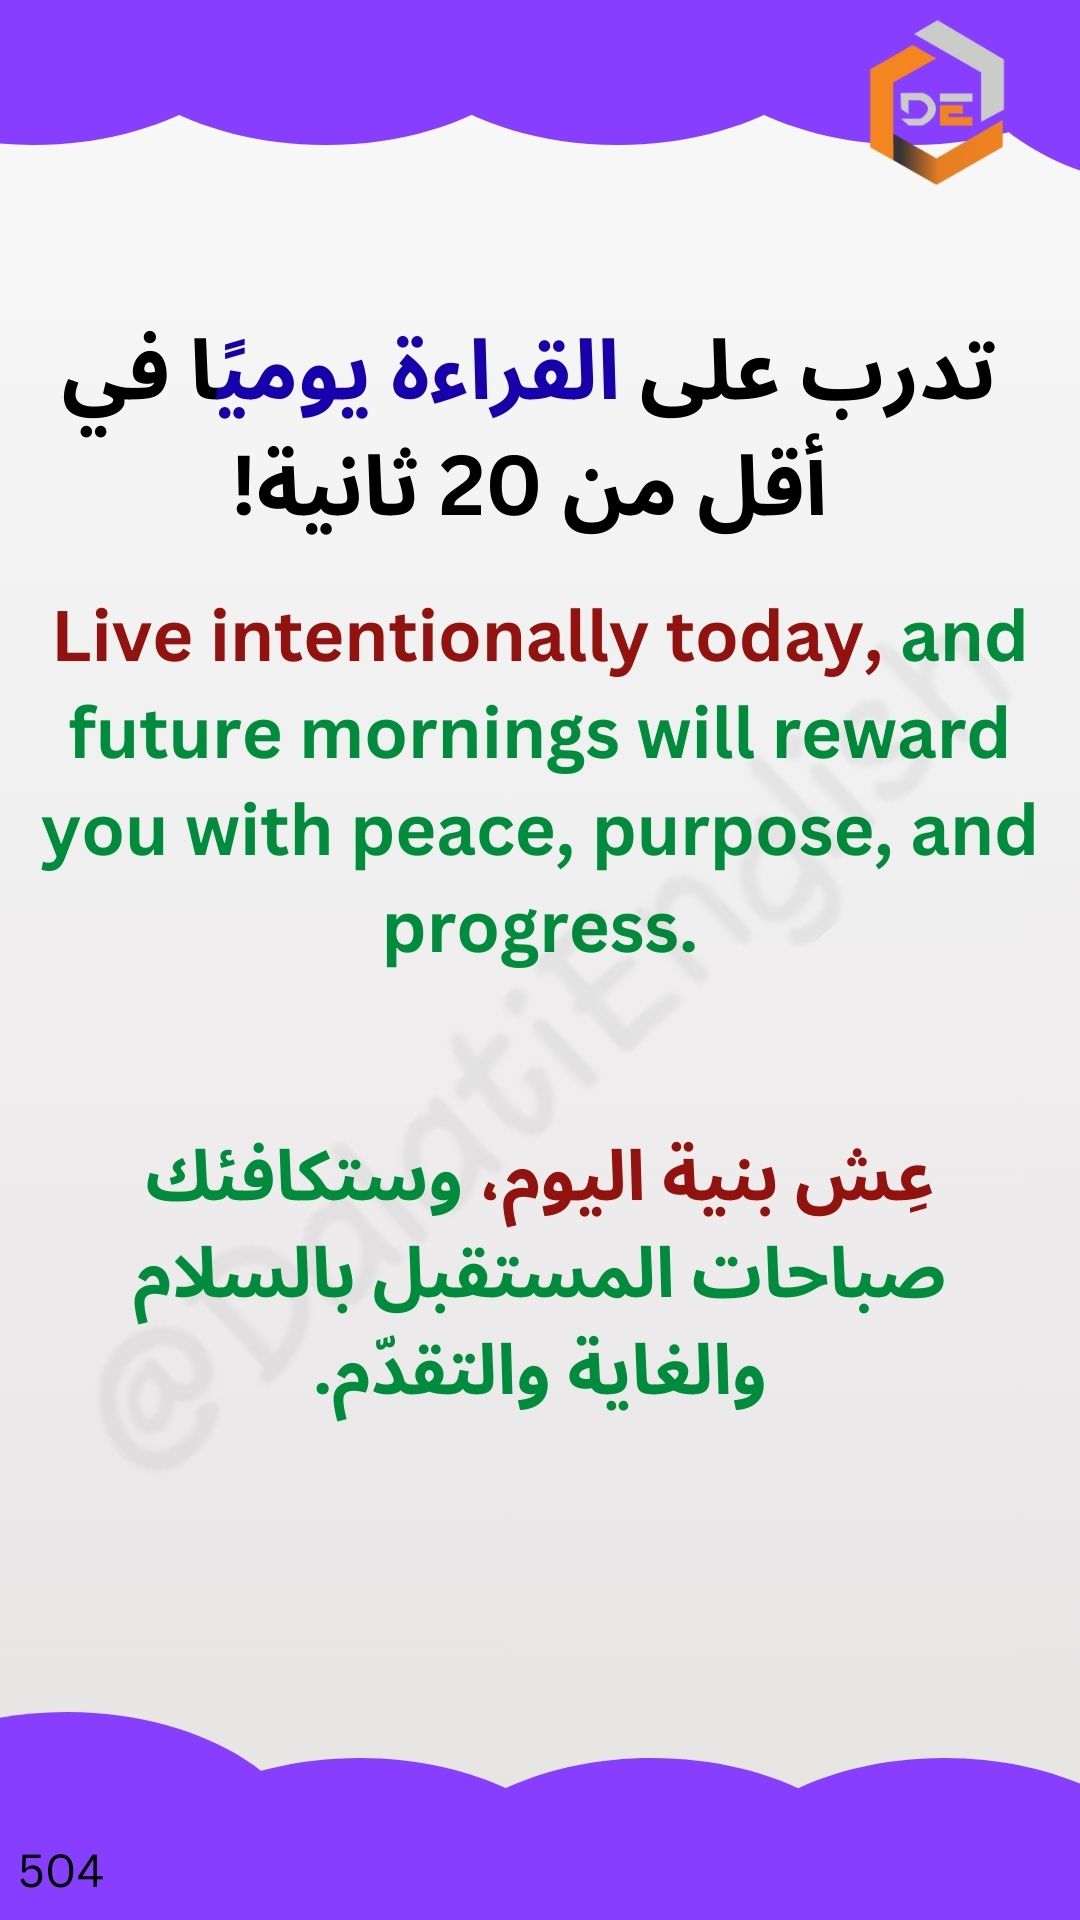 DE
تدرب على القراءة يوميًا في
أقل من 20 ثانية!
Live intentionally today, and
future mornings will reward
you with peace, purpose, and
progress.
عِش بنية اليوم، وستكافئك
صباحات المستقبل بالسلام
والغاية والتقدّم.
@DalatiEnglish
504